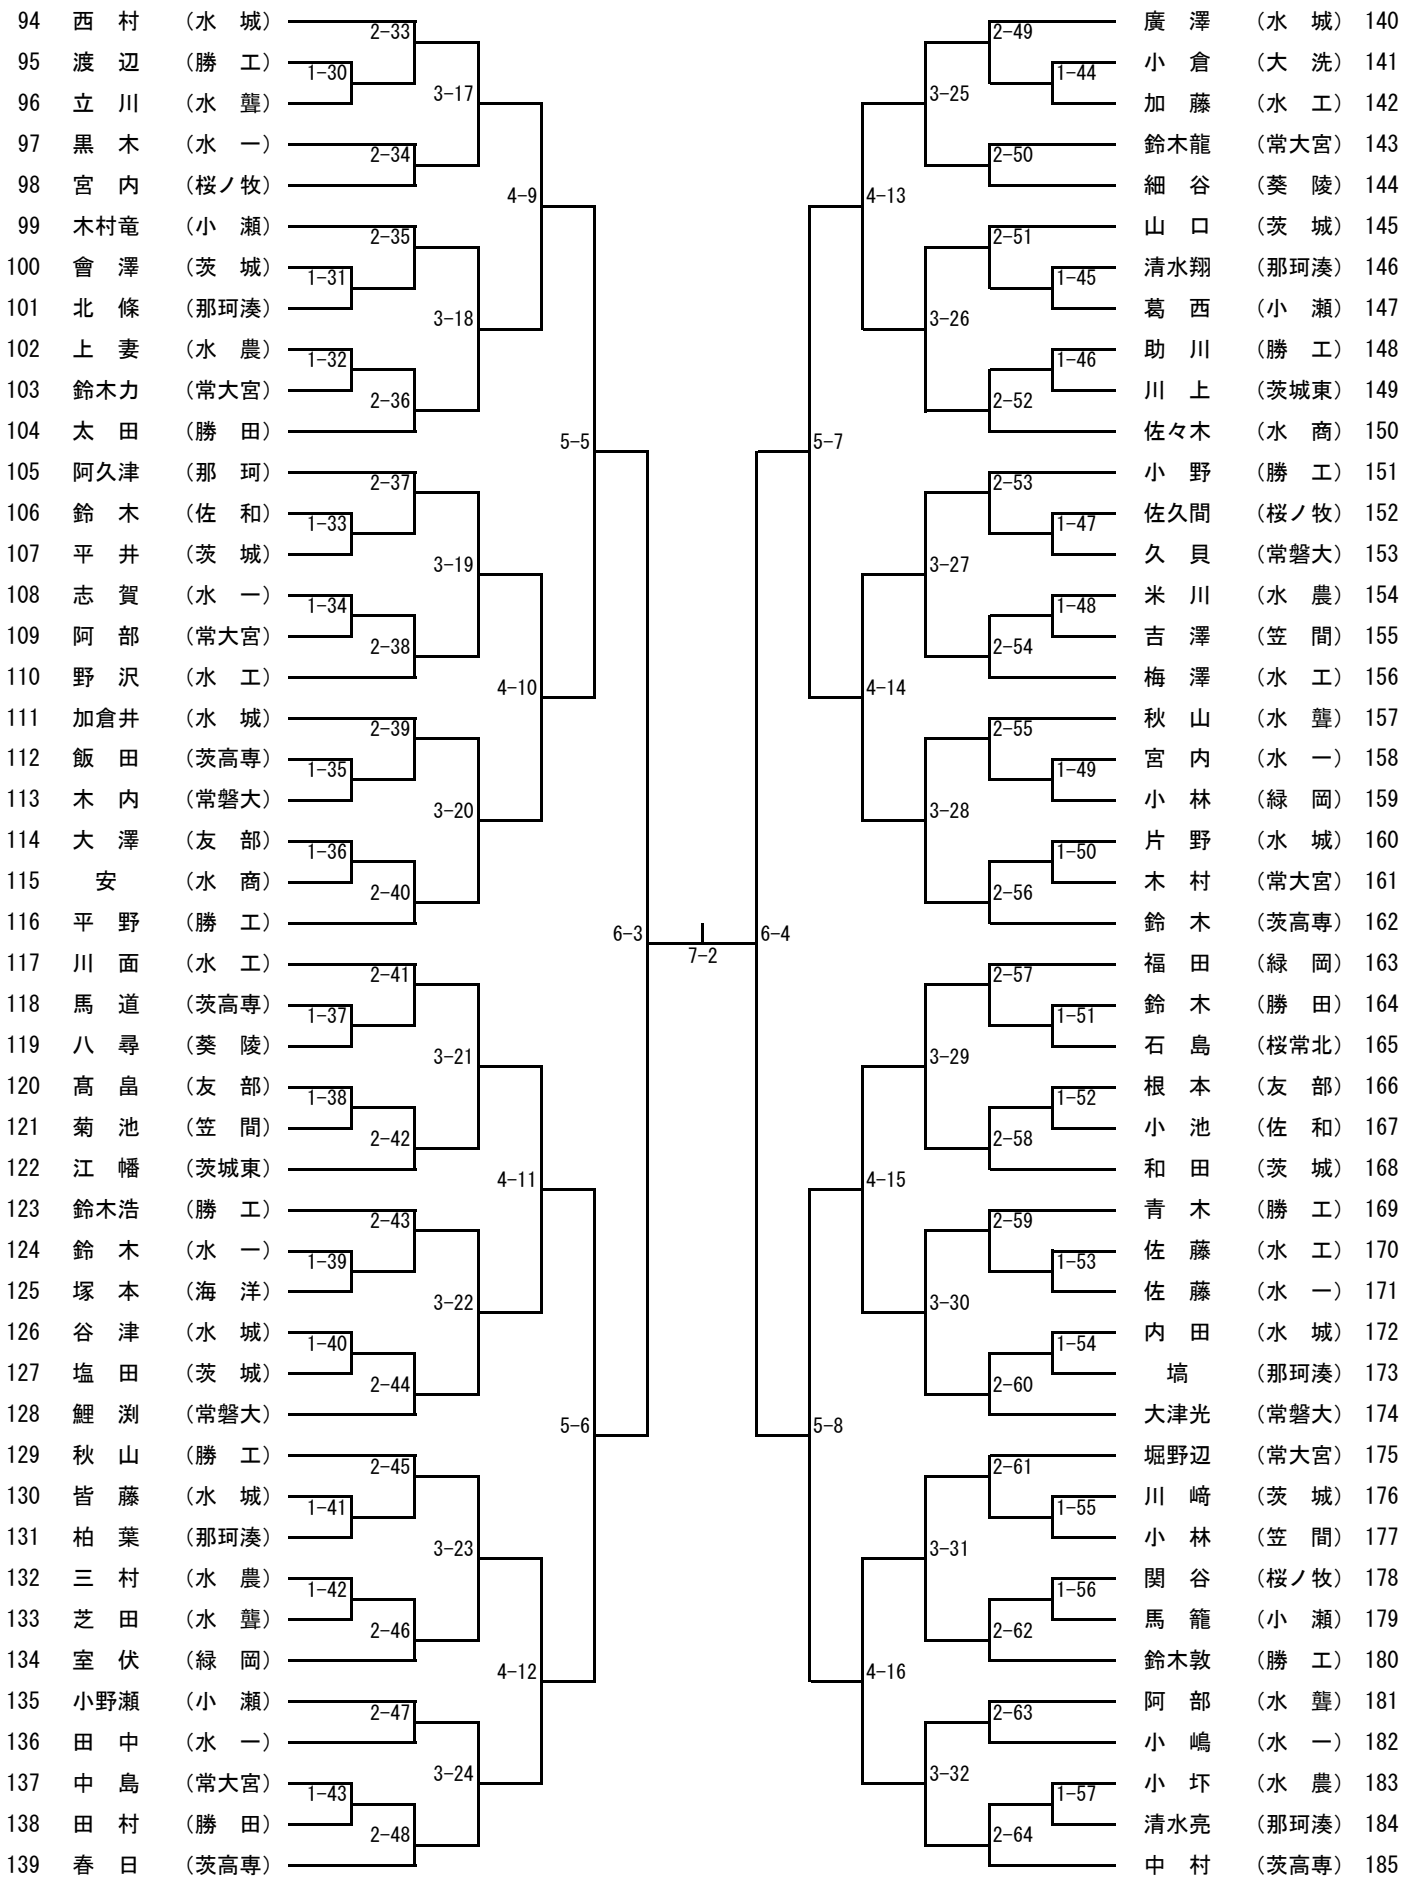 94 西村 (水城) 2-33 2-49 廣澤 (水城) 140
95 渡辺 (勝工) 1-30 1-44 小倉 (大洗) 141
96 立川 (水聾) 3-17 3-25 加藤 (水工) 142
97 黒木 (水一) 2-34 2-50 鈴木龍 (常大宮) 143
98 宮内 (桜ノ牧) 4-9 4-13 細谷 (葵陵) 144
99 木村竜 (小瀬) 2-35 2-51 山口 (茨城) 145
100 會澤 (茨城) 1-31 1-45 清水翔 (那珂湊) 146
101 北條 (那珂湊) 3-18 3-26 葛西 (小瀬) 147
102 上妻 (水農) 1-32 1-46 助川 (勝工) 148
103 鈴木力 (常大宮) 2-36 2-52 川上 (茨城東) 149
104 太田 (勝田) 5-5 5-7 佐々木 (水商) 150
105 阿久津 (那珂) 2-37 2-53 小野 (勝工) 151
106 鈴木 (佐和) 1-33 1-47 佐久間 (桜ノ牧) 152
107 平井 (茨城) 3-19 3-27 久貝 (常磐大) 153
108 志賀 (水一) 1-34 1-48 米川 (水農) 154
109 阿部 (常大宮) 2-38 2-54 吉澤 (笠間) 155
110 野沢 (水工) 4-10 4-14 梅澤 (水工) 156
111 加倉井 (水城) 2-39 2-55 秋山 (水聾) 157
112 飯田 (茨高専) 1-35 1-49 宮内 (水一) 158
113 木内 (常磐大) 3-20 3-28 小林 (緑岡) 159
114 大澤 (友部) 1-36 1-50 片野 (水城) 160
115 安 (水商) 2-40 2-56 木村 (常大宮) 161
116 平野 (勝工) 6-3 7-2 6-4 鈴木 (茨高専) 162
117 川面 (水工) 2-41 2-57 福田 (緑岡) 163
118 馬道 (茨高専) 1-37 1-51 鈴木 (勝田) 164
119 八尋 (葵陵) 3-21 3-29 石島 (桜常北) 165
120 髙畠 (友部) 1-38 1-52 根本 (友部) 166
121 菊池 (笠間) 2-42 2-58 小池 (佐和) 167
122 江幡 (茨城東) 4-11 4-15 和田 (茨城) 168
123 鈴木浩 (勝工) 2-43 2-59 青木 (勝工) 169
124 鈴木 (水一) 1-39 1-53 佐藤 (水工) 170
125 塚本 (海洋) 3-22 3-30 佐藤 (水一) 171
126 谷津 (水城) 1-40 1-54 内田 (水城) 172
127 塩田 (茨城) 2-44 2-60 塙 (那珂湊) 173
128 鯉渕 (常磐大) 5-6 5-8 大津光 (常磐大) 174
129 秋山 (勝工) 2-45 2-61 堀野辺 (常大宮) 175
130 皆藤 (水城) 1-41 1-55 川﨑 (茨城) 176
131 柏葉 (那珂湊) 3-23 3-31 小林 (笠間) 177
132 三村 (水農) 1-42 1-56 関谷 (桜ノ牧) 178
133 芝田 (水聾) 2-46 2-62 馬籠 (小瀬) 179
134 室伏 (緑岡) 4-12 4-16 鈴木敦 (勝工) 180
135 小野瀬 (小瀬) 2-47 2-63 阿部 (水聾) 181
136 田中 (水一) 小嶋 (水一) 182
137 中島 (常大宮) 3-24 1-43 3-32 1-57 小圷 (水農) 183
138 田村 (勝田) 2-48 2-64 清水亮 (那珂湊) 184
139 春日 (茨高専) 中村 (茨高専) 185